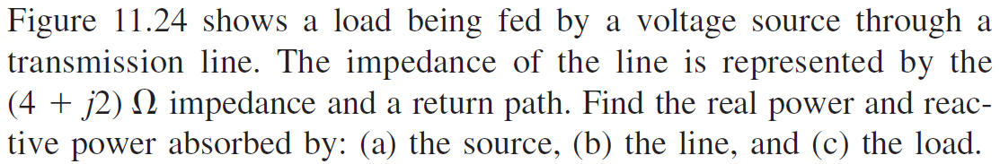 Figure 11.24 shows a load being fed by a voltage source through a
transmission line. The impedance of the line is represented by the
(4 + j2) Ω impedance and a return path. Find the real power and reac-
tive power absorbed by: (a) the source, (b) the line, and (c) the load.